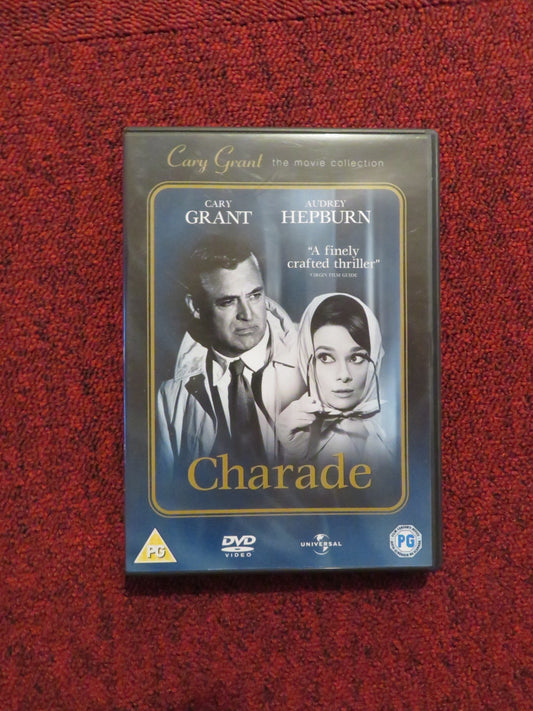 Cary Grant the movie collection
CARY GRANT
AUDREY HEPBURN
"A finely
crafted thriller"
VIRGIN FILM GUIDE
Charade
PG
DVD
VIDEO
UNIVERSAL
PG